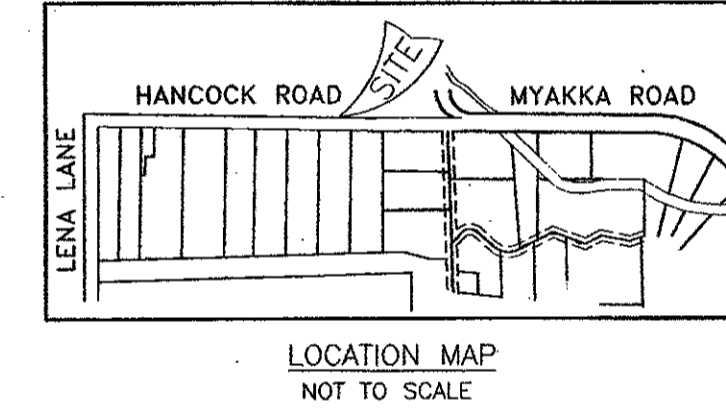 SITE
HANCOCK ROAD
MYAKKA ROAD
LENA LANE
LOCATION MAP
NOT TO SCALE